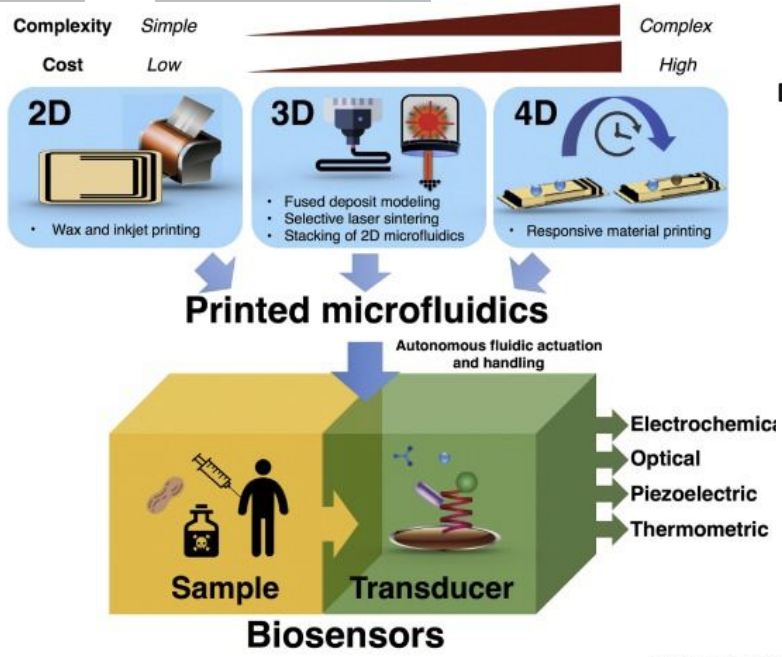 Complexity Simple Complex
Cost Low High
2D
• Wax and inkjet printing
3D
• Fused deposit modeling
• Selective laser sintering
• Stacking of 2D microfluidics
4D
• Responsive material printing
Printed microfluidics
Autonomous fluidic actuation
and handling
Electrochemica
Optical
Piezoelectric
Thermometric
Sample
Transducer
Biosensors